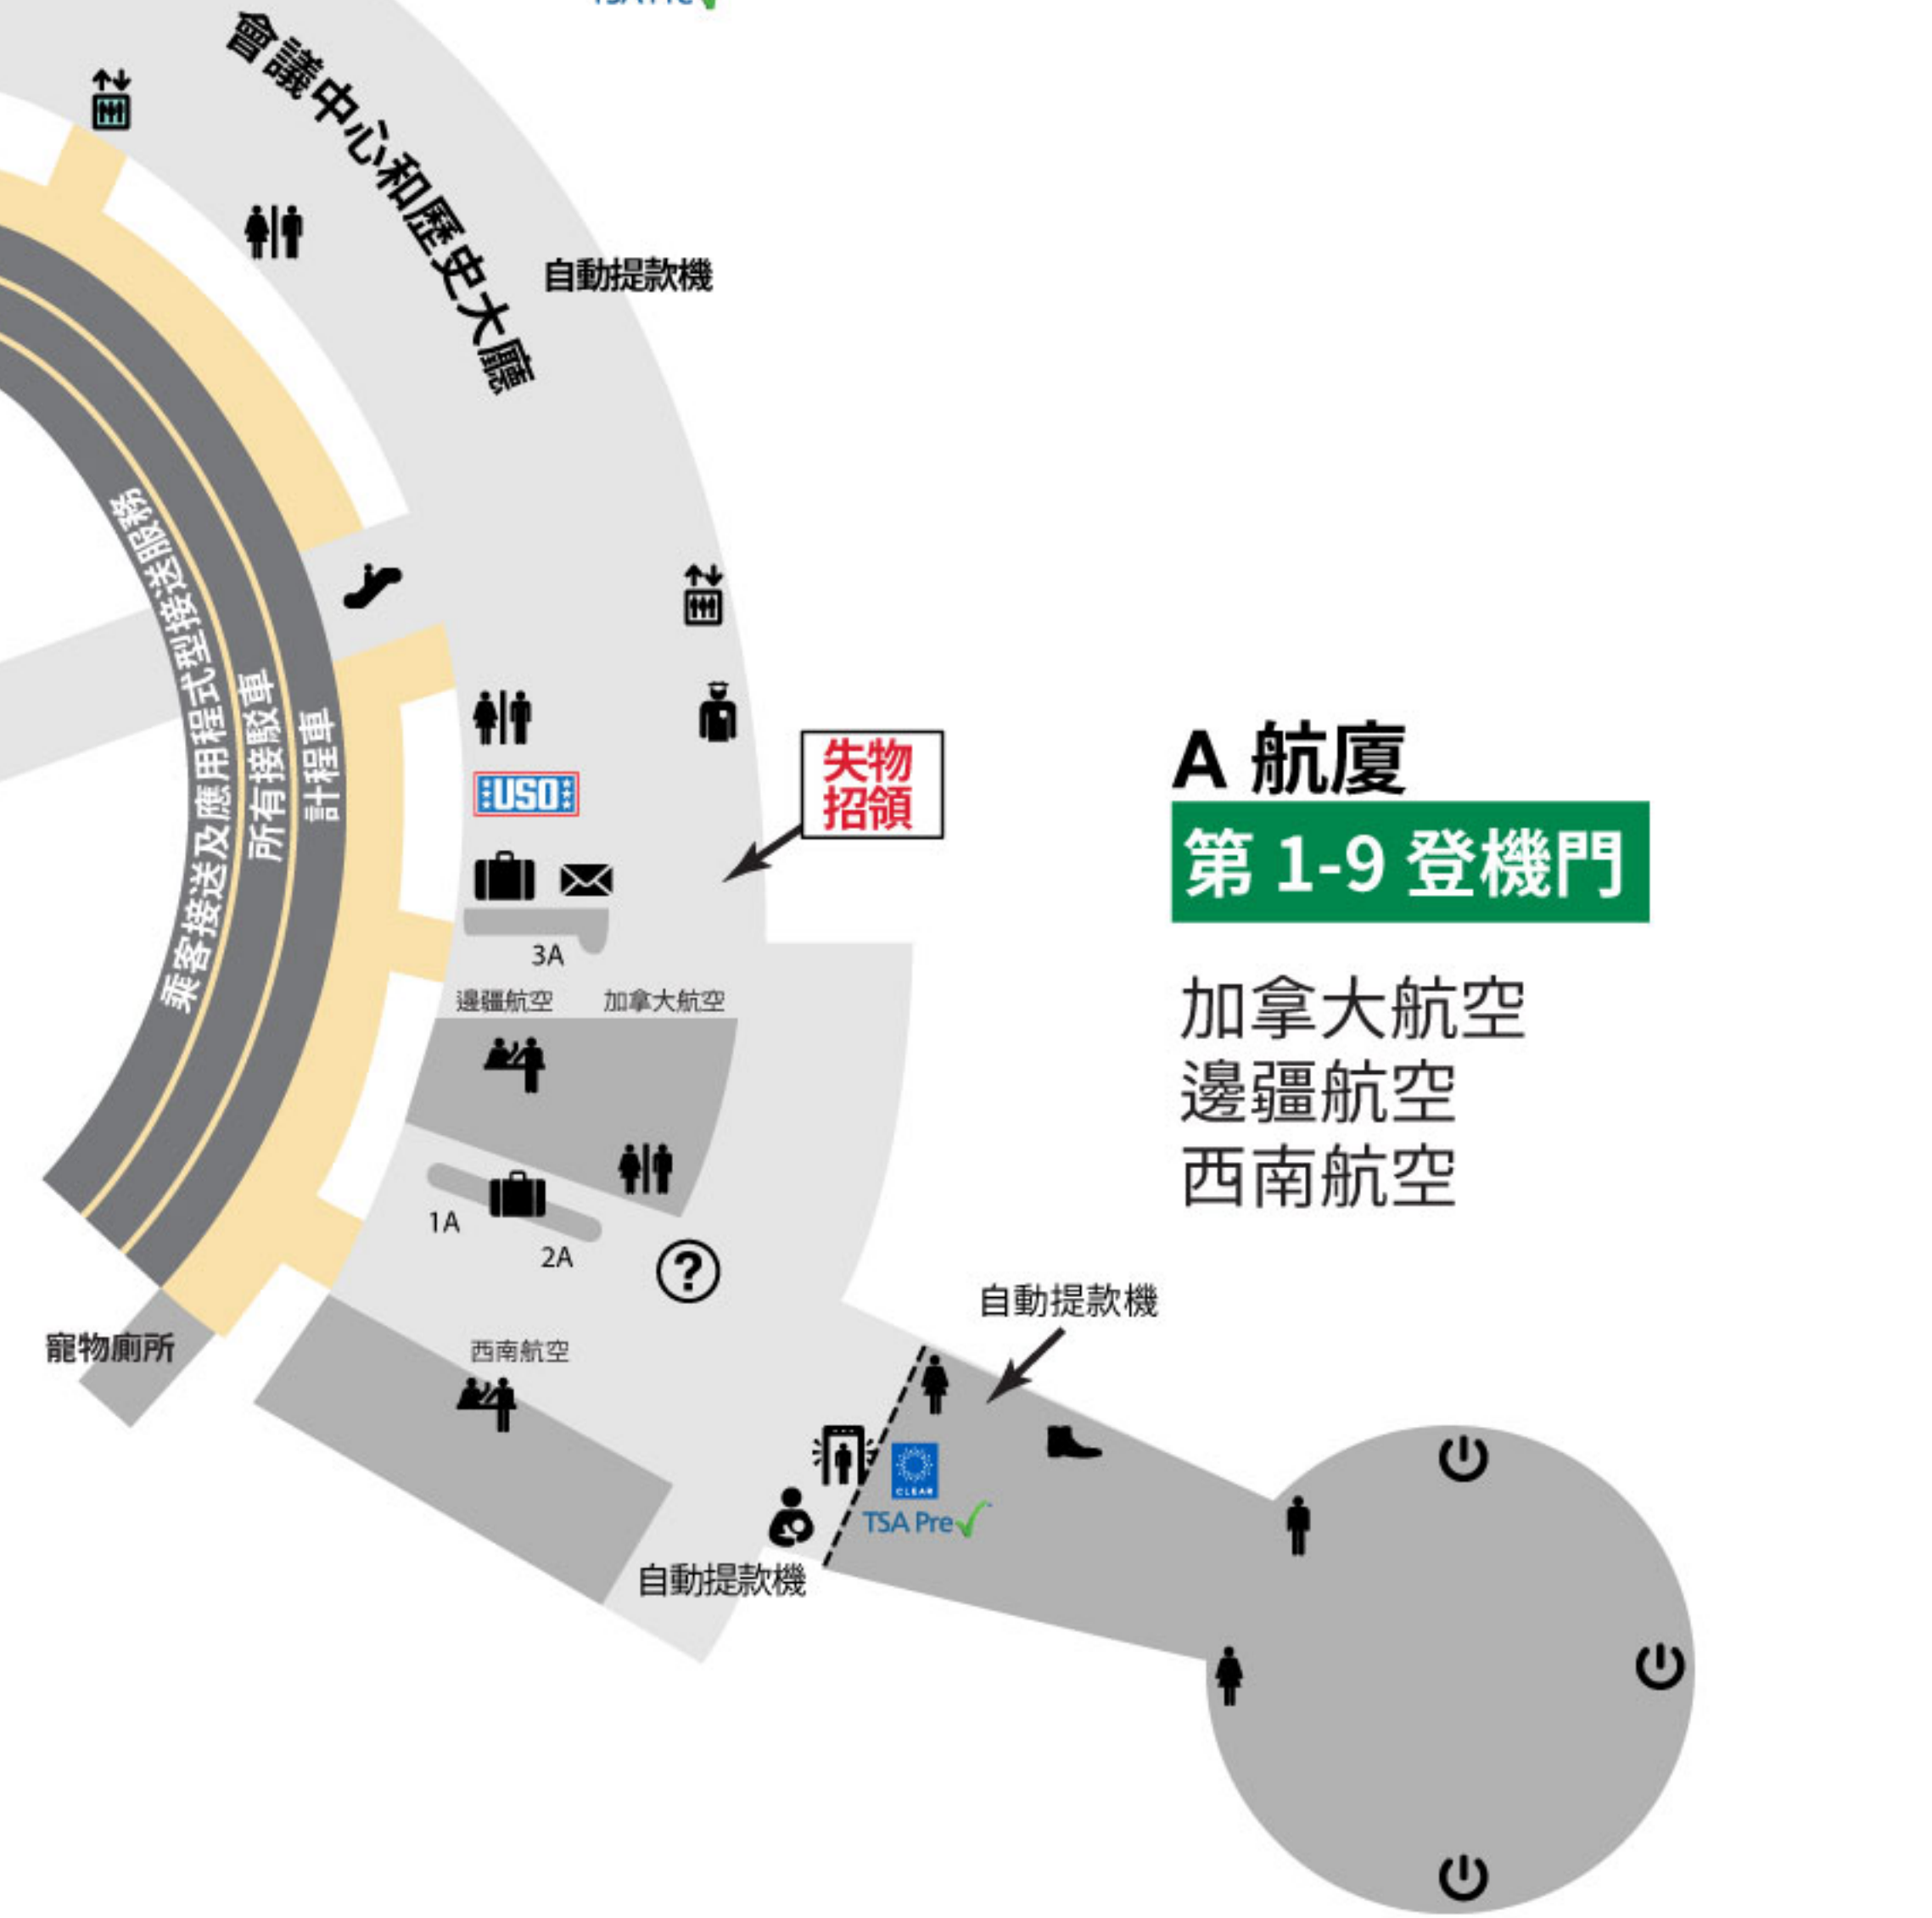 會議中心和歷史大廳
自動提款機
乘客接送及應用程式型接送服務
所有接駁車
計程車
USO
失物
招領
A 航廈
第 1-9 登機門
加拿大航空
邊疆航空
西南航空
3A
邊疆航空
加拿大航空
1A
2A
?
寵物廁所
西南航空
自動提款機
CLEAR
TSA Pre
自動提款機